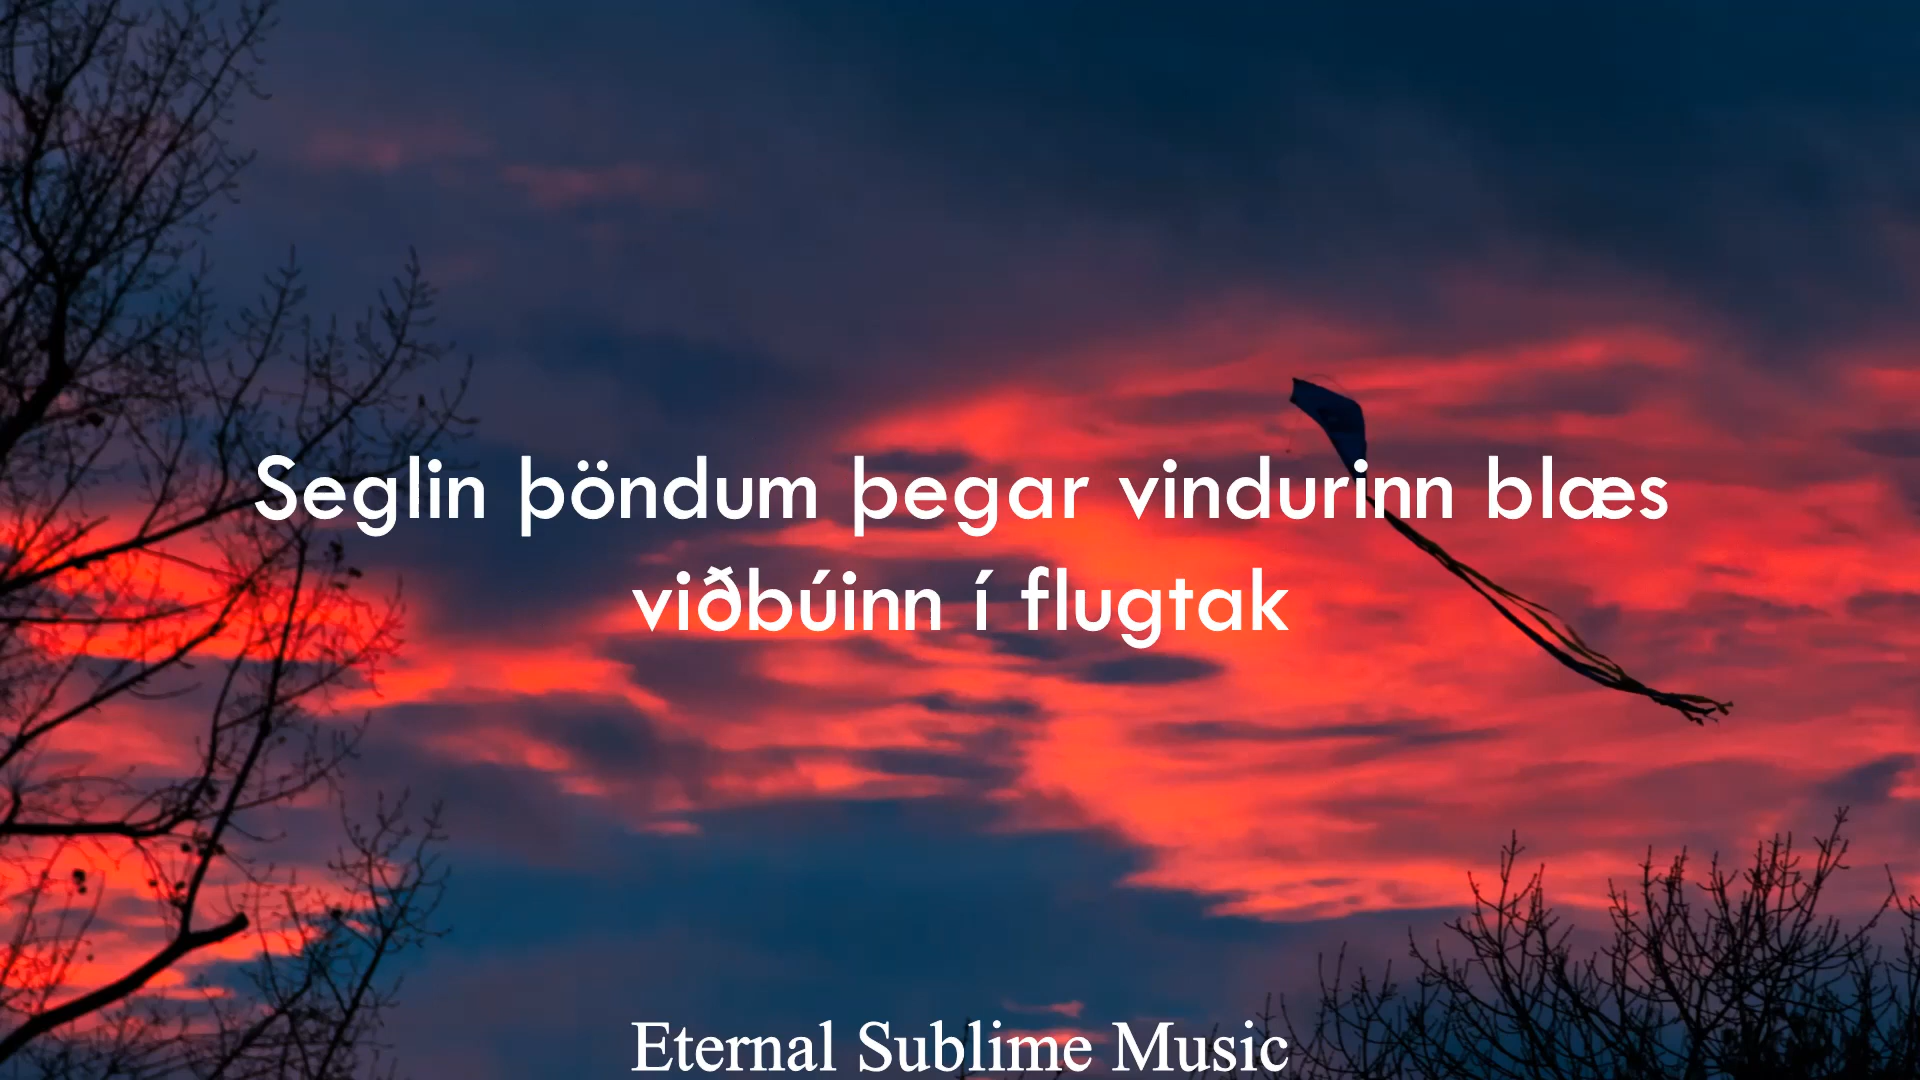 Seglin þöndum þegar vindurinn blæs
viðbúinn í flugtak
Eternal Sublime Music